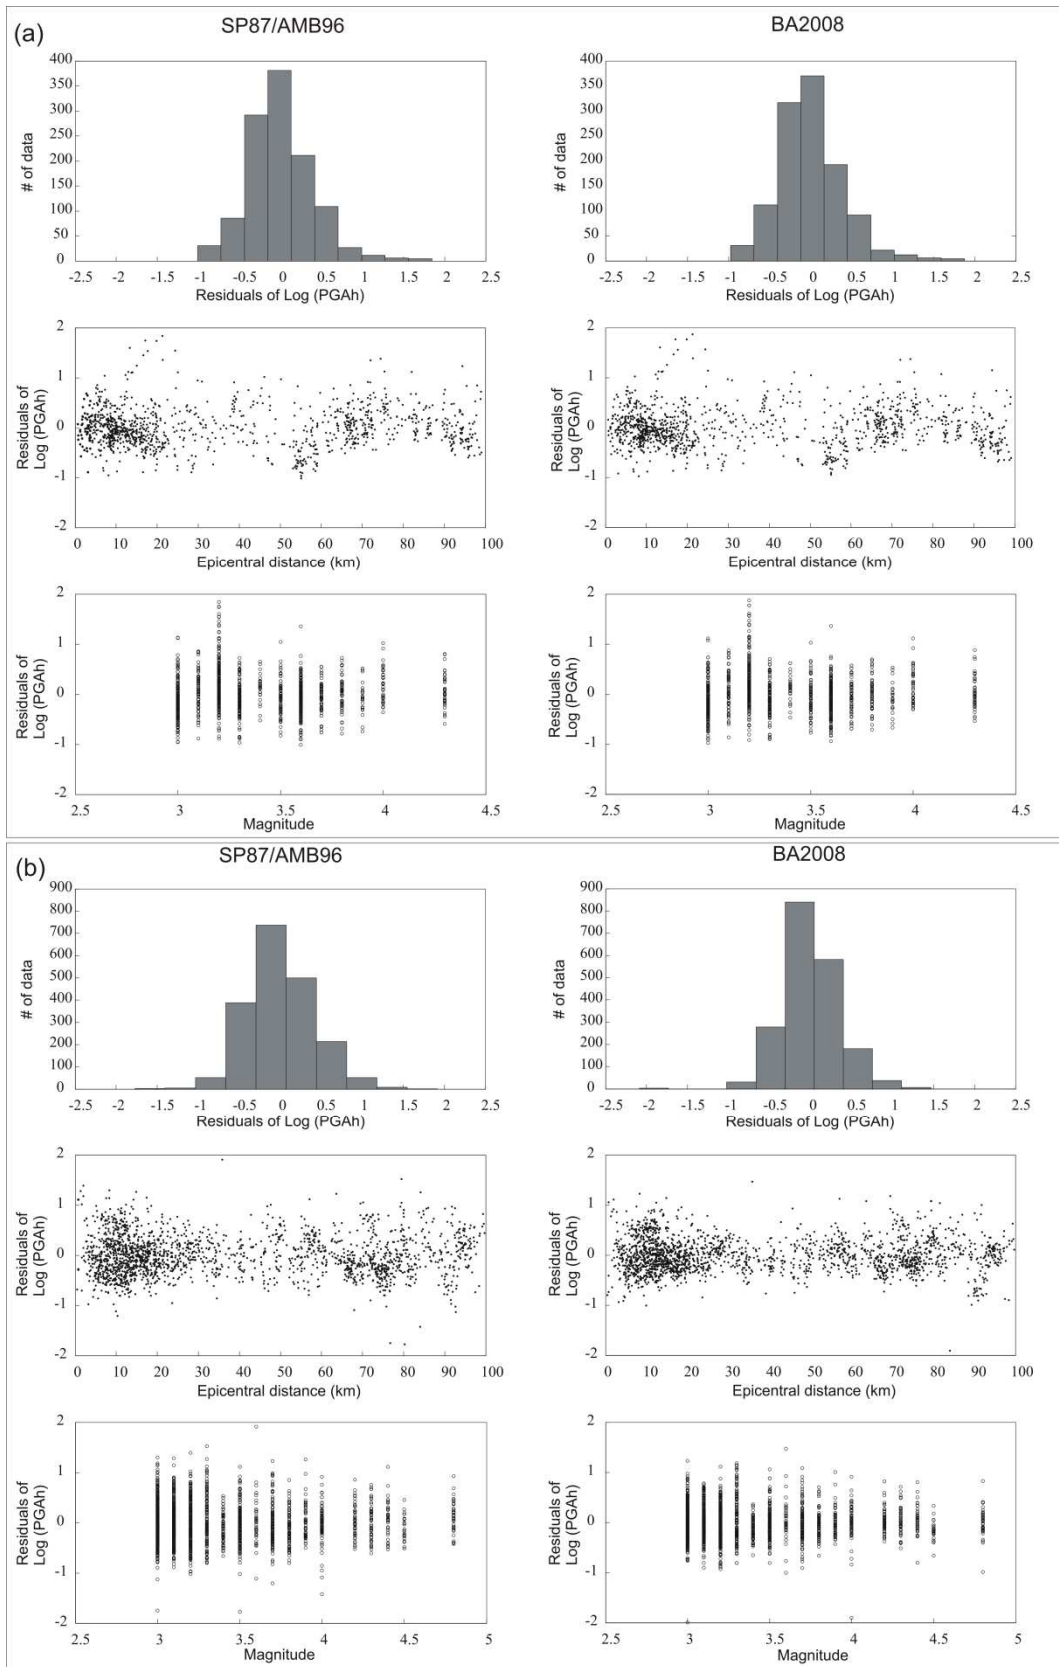 (a)
SP87/AMB96
BA2008
400
350
300
250
200
150
100
50
0
# of data
-2.5 -2 -1.5 -1 -0.5 0 0.5 1 1.5 2 2.5
Residuals of Log (PGAh)
400
350
300
250
200
150
100
50
0
# of data
-2.5 -2 -1.5 -1 -0.5 0 0.5 1 1.5 2 2.5
Residuals of Log (PGAh)
2
1
0
-1
-2
Residuals of
Log (PGAh)
0 10 20 30 40 50 60 70 80 90 100
Epicentral distance (km)
2
1
0
-1
-2
Residuals of
Log (PGAh)
0 10 20 30 40 50 60 70 80 90 100
Epicentral distance (km)
2
1
0
-1
-2
Residuals of
Log (PGAh)
2.5 3 3.5 4 4.5
Magnitude
2
1
0
-1
-2
Residuals of
Log (PGAh)
2.5 3 3.5 4 4.5
Magnitude
(b)
SP87/AMB96
BA2008
900
800
700
600
500
400
300
200
100
0
# of data
-2.5 -2 -1.5 -1 -0.5 0 0.5 1 1.5 2 2.5
Residuals of Log (PGAh)
900
800
700
600
500
400
300
200
100
0
# of data
-2.5 -2 -1.5 -1 -0.5 0 0.5 1 1.5 2 2.5
Residuals of Log (PGAh)
2
1
0
-1
-2
Residuals of
Log (PGAh)
0 10 20 30 40 50 60 70 80 90 100
Epicentral distance (km)
2
1
0
-1
-2
Residuals of
Log (PGAh)
0 10 20 30 40 50 60 70 80 90 100
Epicentral distance (km)
2
1
0
-1
-2
Residuals of
Log (PGAh)
2.5 3 3.5 4 4.5 5
Magnitude
2
1
0
-1
-2
Residuals of
Log (PGAh)
2.5 3 3.5 4 4.5 5
Magnitude